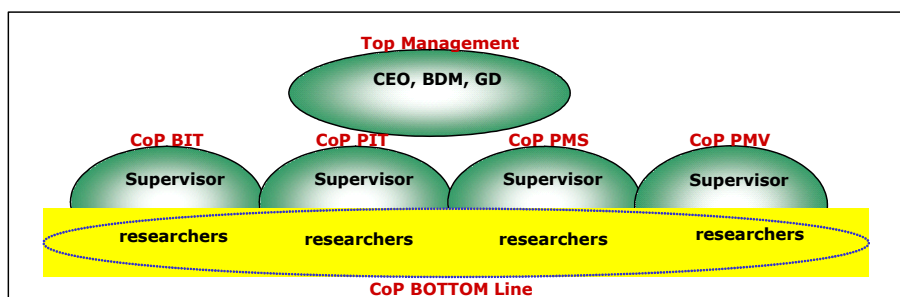 Top Management
CEO, BDM, GD
CoP BIT CoP PIT CoP PMS CoP PMV
Supervisor Supervisor Supervisor Supervisor
researchers researchers researchers researchers
CoP BOTTOM Line